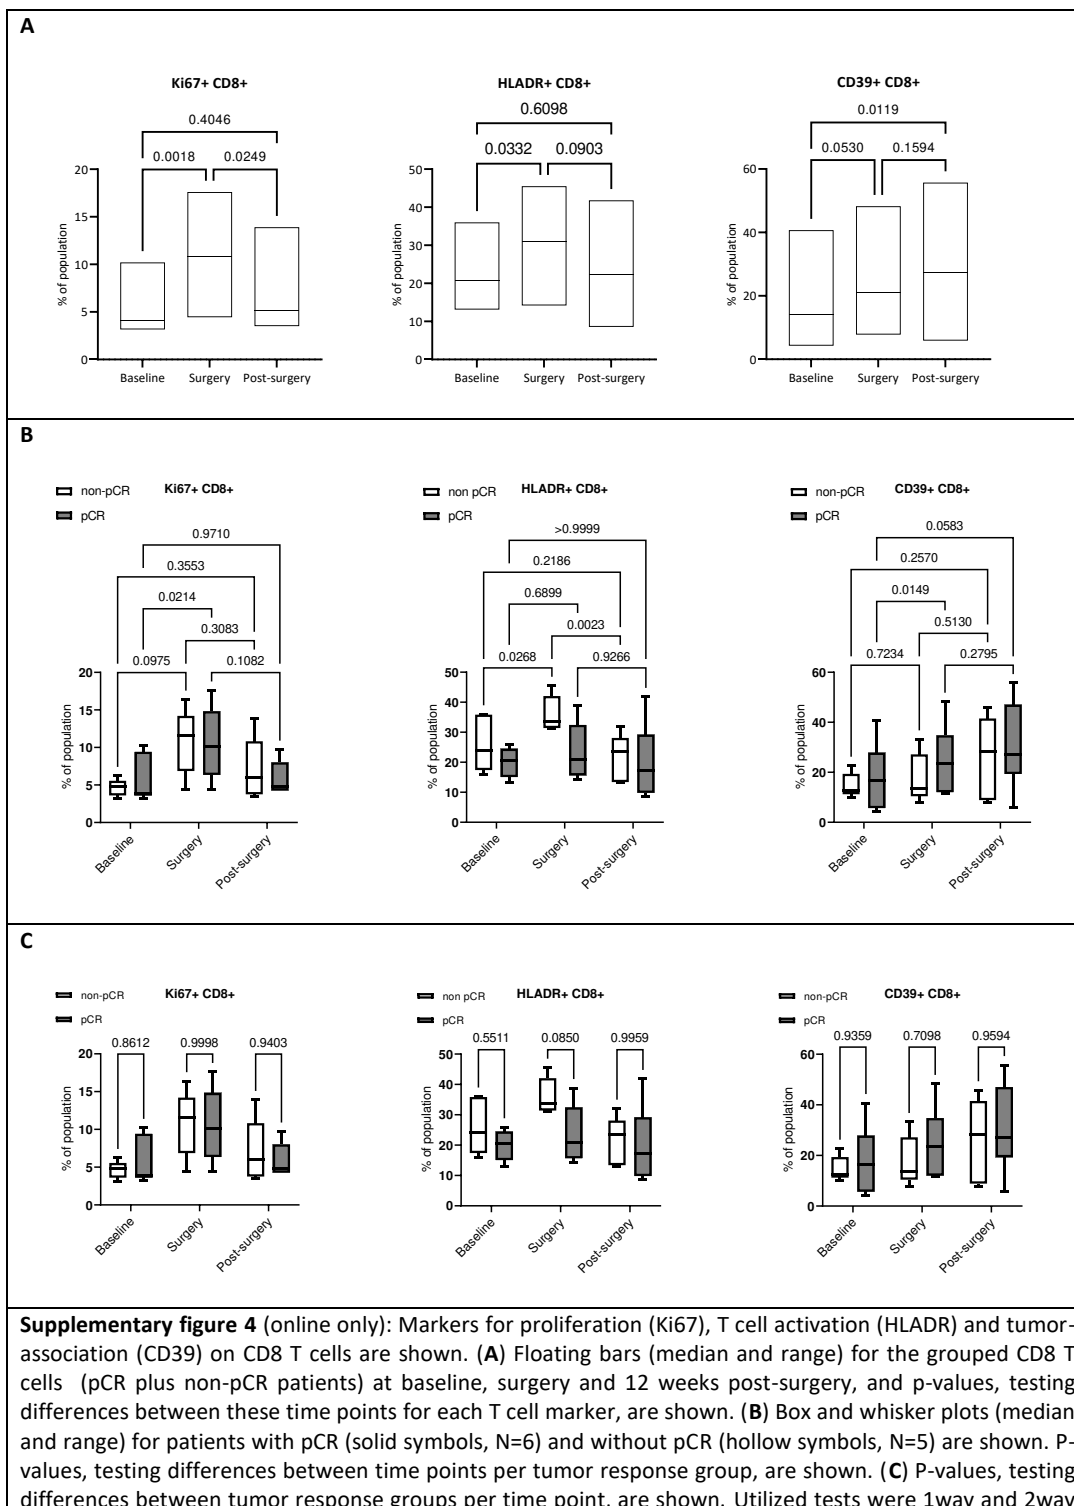 A
Ki67+ CD8+
HLADR+ CD8+
CD39+ CD8+
0.4046
0.0018
0.0249
0.6098
0.0332
0.0903
0.0119
0.0530
0.1594
% of population
20
15
10
5
0
Baseline
Surgery
Post-surgery
% of population
50
40
30
20
10
0
Baseline
Surgery
Post-surgery
% of population
60
40
20
0
Baseline
Surgery
Post-surgery
B
non-pCR
pCR
Ki67+ CD8+
0.9710
0.3553
0.0214
0.3083
0.0975
0.1082
% of population
20
15
10
5
0
Baseline
Surgery
Post-surgery
non pCR
pCR
HLADR+ CD8+
>0.9999
0.2186
0.6899
0.0023
0.0268
0.9266
% of population
50
40
30
20
10
0
Baseline
Surgery
Post-surgery
non-pCR
pCR
CD39+ CD8+
0.0583
0.2570
0.0149
0.5130
0.7234
0.2795
% of population
60
40
20
0
Baseline
Surgery
Post-surgery
C
non-pCR
pCR
Ki67+ CD8+
0.8612
0.9998
0.9403
% of population
20
15
10
5
0
Baseline
Surgery
Post-surgery
non pCR
pCR
HLADR+ CD8+
0.5511
0.0850
0.9959
% of population
50
40
30
20
10
0
Baseline
Surgery
Post-surgery
non-pCR
pCR
CD39+ CD8+
0.9359
0.7098
0.9594
% of population
60
40
20
0
Baseline
Surgery
Post-surgery
Supplementary figure 4 (online only): Markers for proliferation (Ki67), T cell activation (HLADR) and tumor-
association (CD39) on CD8 T cells are shown. (A) Floating bars (median and range) for the grouped CD8 T
cells (pCR plus non-pCR patients) at baseline, surgery and 12 weeks post-surgery, and p-values, testing
differences between these time points for each T cell marker, are shown. (B) Box and whisker plots (median
and range) for patients with pCR (solid symbols, N=6) and without pCR (hollow symbols, N=5) are shown. P-
values, testing differences between time points per tumor response group, are shown. (C) P-values, testing
differences between tumor response groups per time point, are shown. Utilized tests were 1way and 2way